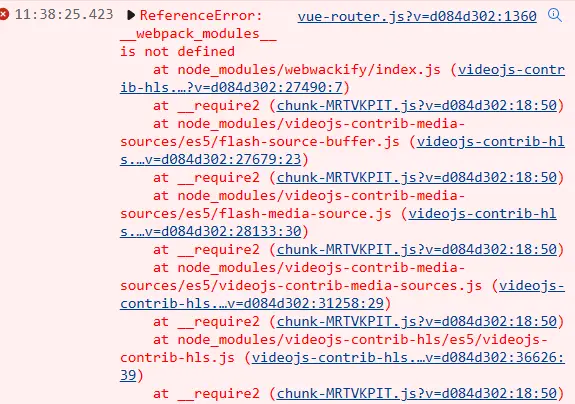 11:38:25.423 ▶ReferenceError: vue-router.js?v=d084d302:1360
__webpack_modules__
is not defined
at node_modules/webwackify/index.js (videojs-contr
ib-hls.…?v=d084d302:27490:7)
at __require2 (chunk-MRTVKPIT.js?v=d084d302:18:50)
at node_modules/videojs-contrib-media-
sources/es5/flash-source-buffer.js (videojs-contrib-hl
s.…v=d084d302:27679:23)
at __require2 (chunk-MRTVKPIT.js?v=d084d302:18:50)
at node_modules/videojs-contrib-media-
sources/es5/flash-media-source.js (videojs-contrib-hl
s.…v=d084d302:28133:30)
at __require2 (chunk-MRTVKPIT.js?v=d084d302:18:50)
at node_modules/videojs-contrib-media-
sources/es5/videojs-contrib-media-sources.js (videojs-
contrib-hls.…v=d084d302:31258:29)
at __require2 (chunk-MRTVKPIT.js?v=d084d302:18:50)
at node_modules/videojs-contrib-hls/es5/videojs-
contrib-hls.js (videojs-contrib-hls.…v=d084d302:36626:
39)
at __require2 (chunk-MRTVKPIT.js?v=d084d302:18:50)